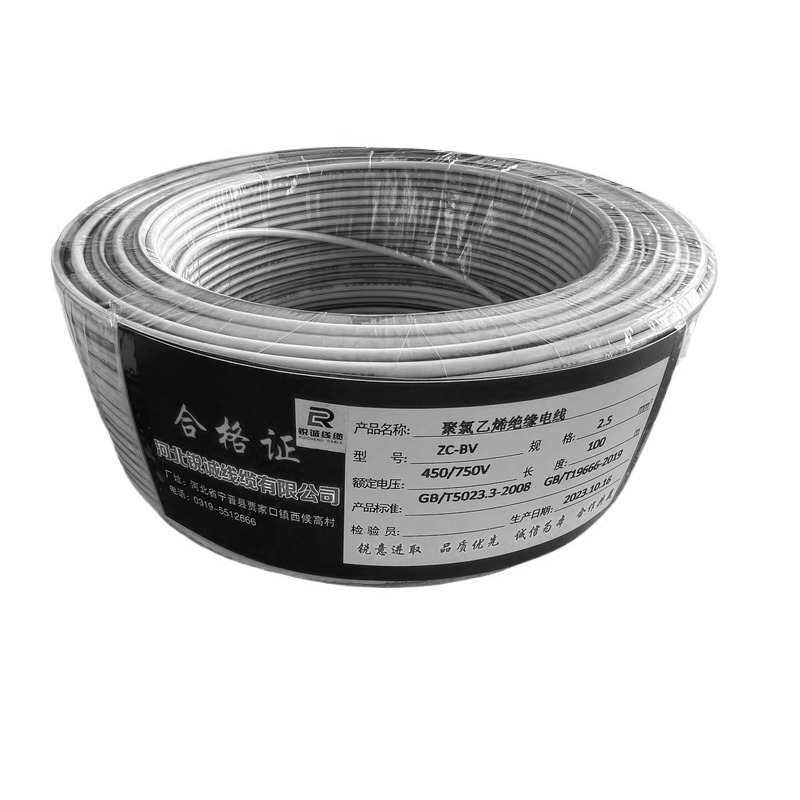 合格证
锐诚线缆
RUICHENG CABLE
河北锐诚线缆有限公司
厂址：河北省宁晋县贾家口镇西候高村
电话：0319-5512666
产品名称：聚氯乙烯绝缘电线
型号：ZC-BV 规格：2.5 mm²
额定电压：450/750V 长度：100 m
产品标准：GB/T5023.3-2008 GB/T19666-2019
检验员： 生产日期：2023.10.16
锐意进取 品质优先 诚信为本 合作共赢